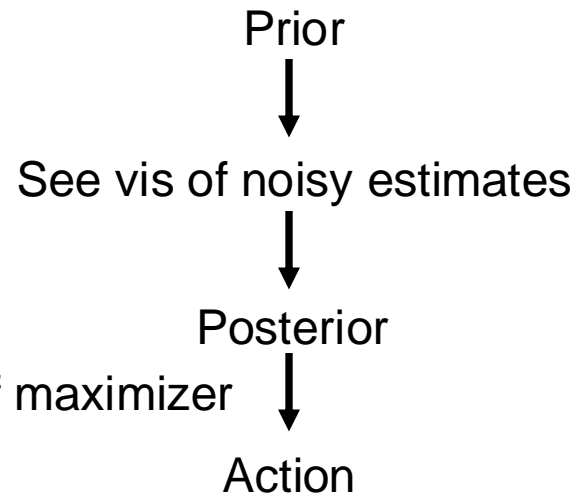 Prior
See vis of noisy estimates
Posterior
maximizer
Action